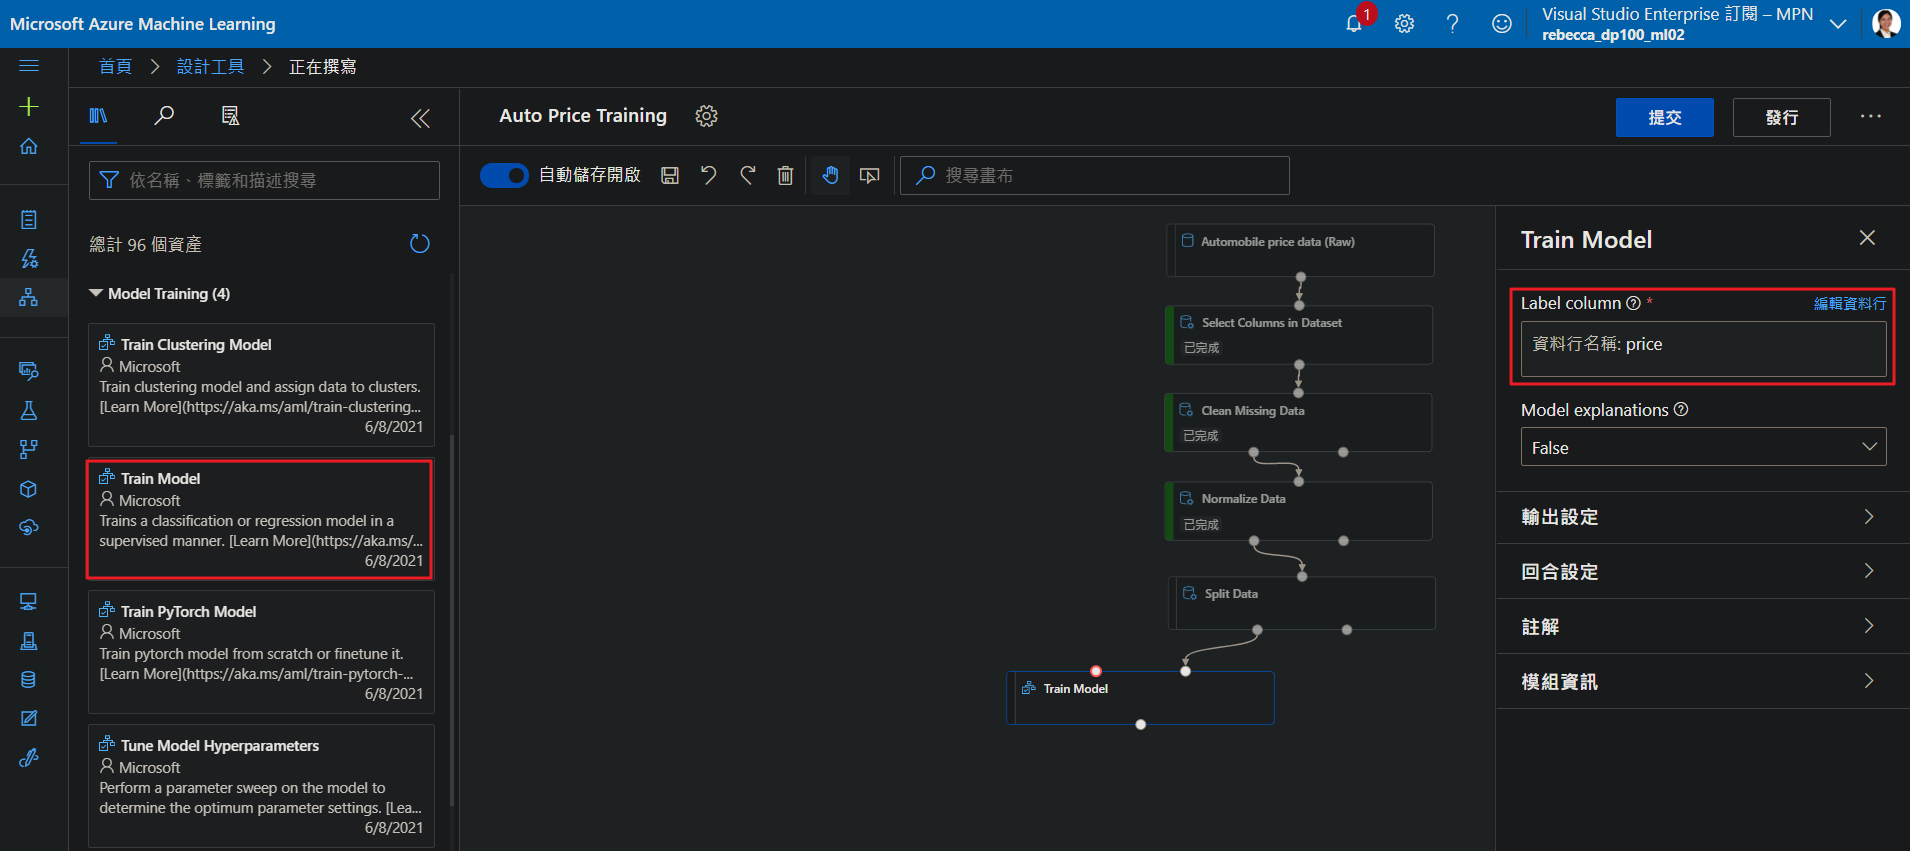 Microsoft Azure Machine Learning
1
Visual Studio Enterprise 訂閱 – MPN
rebecca_dp100_ml02
首頁 > 設計工具 > 正在撰寫
Auto Price Training
提交
發行
依名稱、標籤和描述搜尋
自動儲存開啟
搜尋畫布
總計 96 個資產
Model Training (4)
Train Clustering Model
Microsoft
Train clustering model and assign data to clusters.
[Learn More](https://aka.ms/aml/train-clustering...
6/8/2021
Train Model
Microsoft
Trains a classification or regression model in a
supervised manner. [Learn More](https://aka.ms/...
6/8/2021
Train PyTorch Model
Microsoft
Train pytorch model from scratch or finetune it.
[Learn More](https://aka.ms/aml/train-pytorch-...
6/8/2021
Tune Model Hyperparameters
Microsoft
Perform a parameter sweep on the model to
determine the optimum parameter settings. [Lea...
6/8/2021
Automobile price data (Raw)
Select Columns in Dataset
已完成
Clean Missing Data
已完成
Normalize Data
已完成
Split Data
Train Model
Train Model
Label column *
編輯資料行
資料行名稱: price
Model explanations
False
輸出設定
回合設定
註解
模組資訊